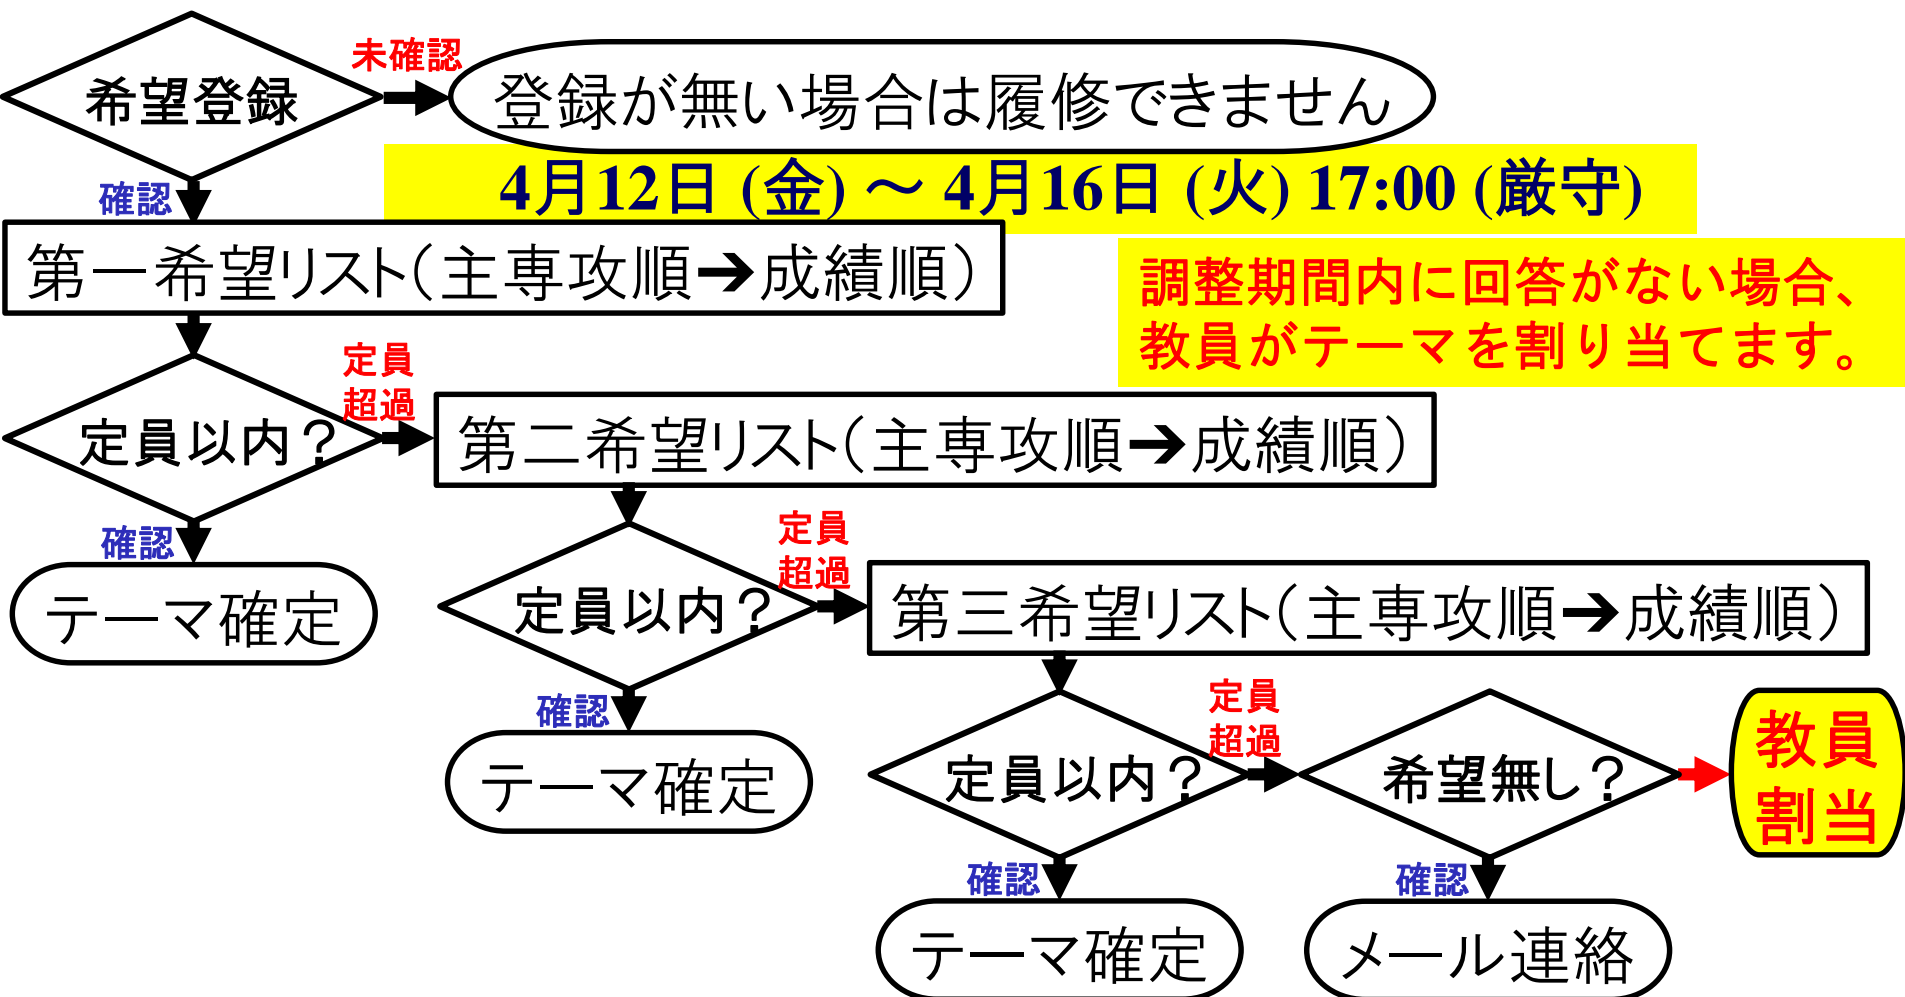 希望登録
未確認
登録が無い場合は履修できません
確認
4月12日 (金) ～ 4月16日 (火) 17:00 (厳守)
第一希望リスト（主専攻順➔成績順）
調整期間内に回答がない場合、
教員がテーマを割り当てます。
定員以内？
定員
超過
第二希望リスト（主専攻順➔成績順）
確認
テーマ確定
定員以内？
定員
超過
第三希望リスト（主専攻順➔成績順）
確認
テーマ確定
定員以内？
定員
超過
希望無し？
教員
割当
確認
テーマ確定
確認
メール連絡